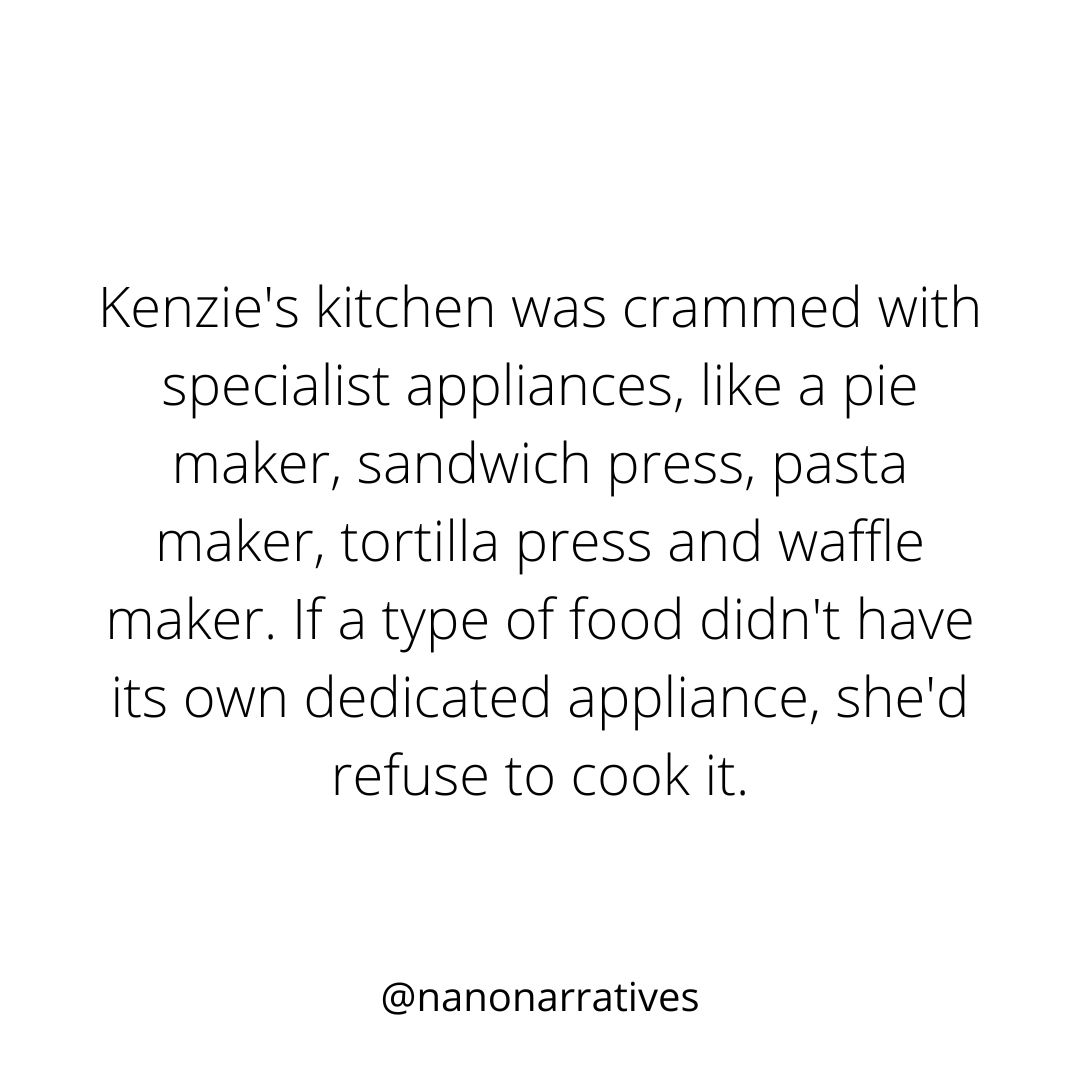 Kenzie's kitchen was crammed with
specialist appliances, like a pie
maker, sandwich press, pasta
maker, tortilla press and waffle
maker. If a type of food didn't have
its own dedicated appliance, she'd
refuse to cook it.
@nanonarratives